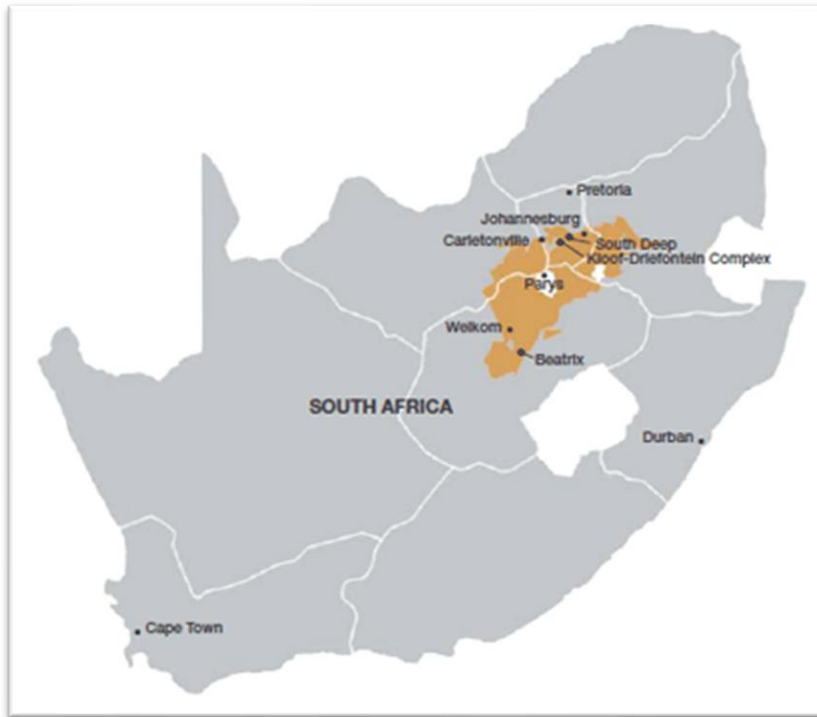 Pretoria
Johannesburg
Carletonville
South Deep
Kloof-Driefontein Complex
Parys
Welkom
Beatrix
SOUTH AFRICA
Durban
Cape Town